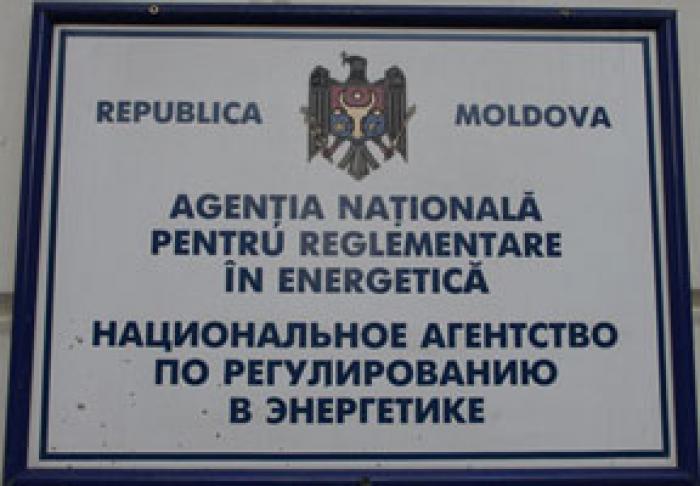 REPUBLICA MOLDOVA
AGENȚIA NAȚIONALĂ
PENTRU REGLEMENTARE
ÎN ENERGETICĂ
НАЦИОНАЛЬНОЕ АГЕНТСТВО
ПО РЕГУЛИРОВАНИЮ
В ЭНЕРГЕТИКЕ